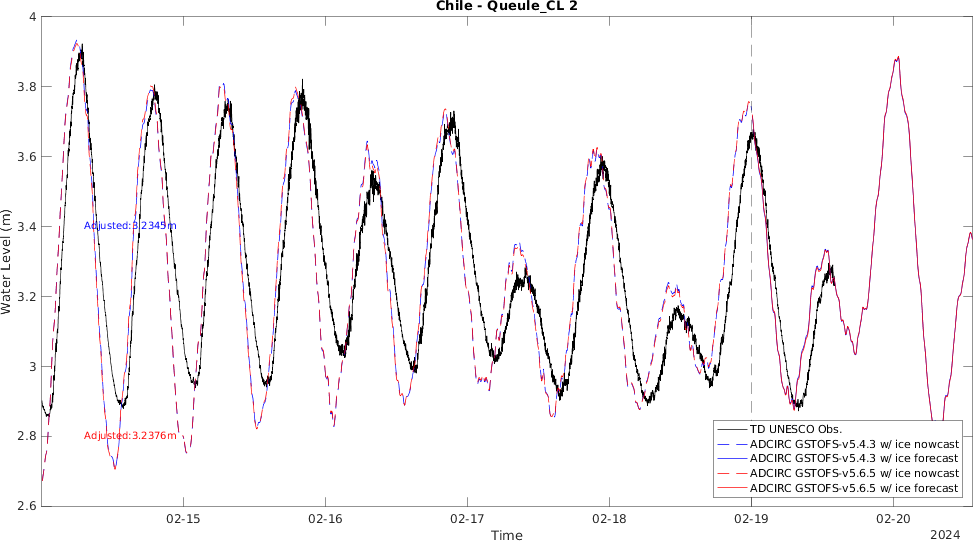 Chile - Queule_CL 2
4
3.8
3.6
3.4
3.2
3
2.8
2.6
Water Level (m)
Adjusted:3.2345m
Adjusted:3.2376m
TD UNESCO Obs.
ADCIRC GSTOFS-v5.4.3 w/ ice nowcast
ADCIRC GSTOFS-v5.4.3 w/ ice forecast
ADCIRC GSTOFS-v5.6.5 w/ ice nowcast
ADCIRC GSTOFS-v5.6.5 w/ ice forecast
02-15 02-16 02-17 02-18 02-19 02-20
Time
2024